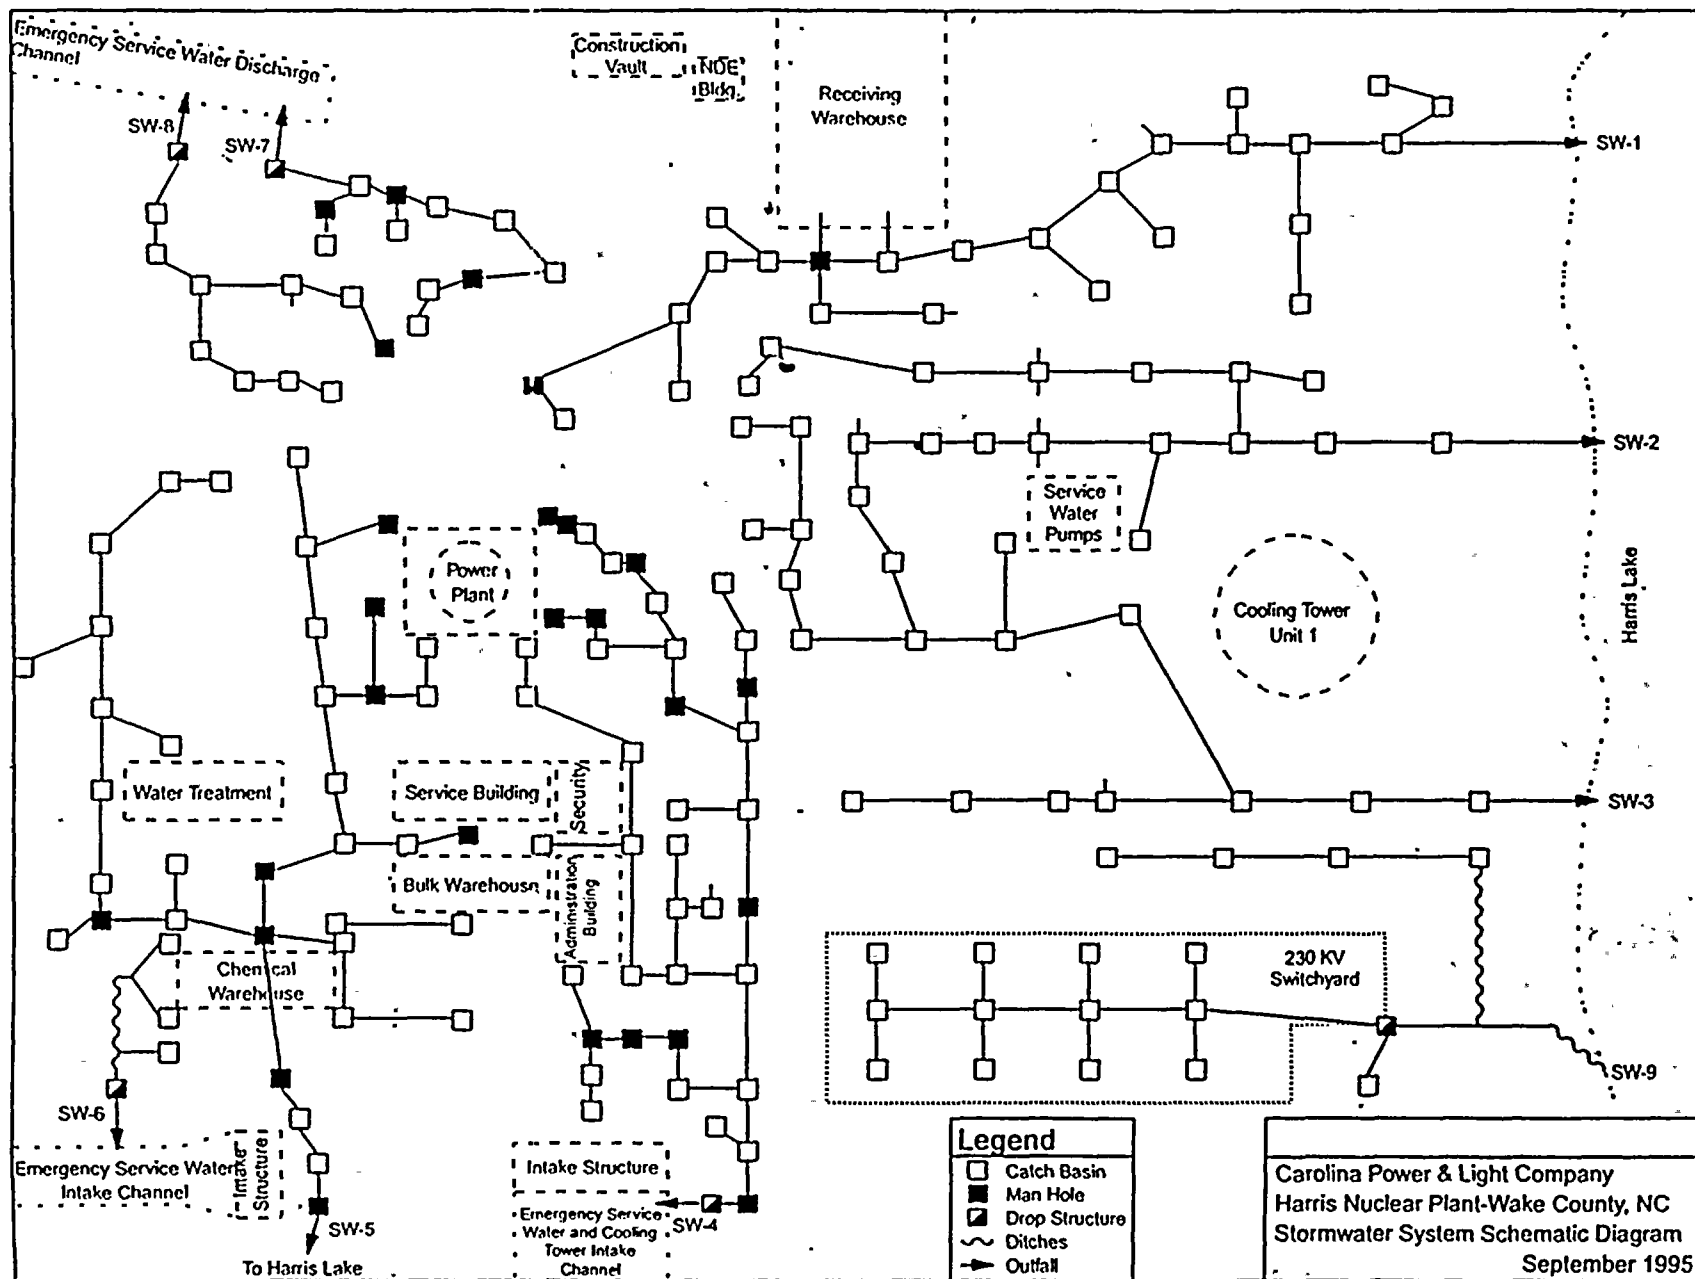 Emergency Service Water Discharge
Channel
Construction
Vault
NDE
Bldg.
Receiving
Warehouse
SW-8
SW-7
SW-1
SW-2
Service
Water
Pumps
Power
Plant
Cooling Tower
Unit 1
Harris Lake
Water Treatment
Service Building
Security
SW-3
Bulk Warehouse
Administration
Building
Chemical
Warehouse
230 KV
Switchyard
SW-9
SW-6
Emergency Service Water
Intake Channel
Intake
Structure
SW-5
To Harris Lake
Intake Structure
SW-4
Emergency Service
Water and Cooling
Tower Intake
Channel
Legend
Catch Basin
Man Hole
Drop Structure
Ditches
Outfall
Carolina Power & Light Company
Harris Nuclear Plant-Wake County, NC
Stormwater System Schematic Diagram
September 1995